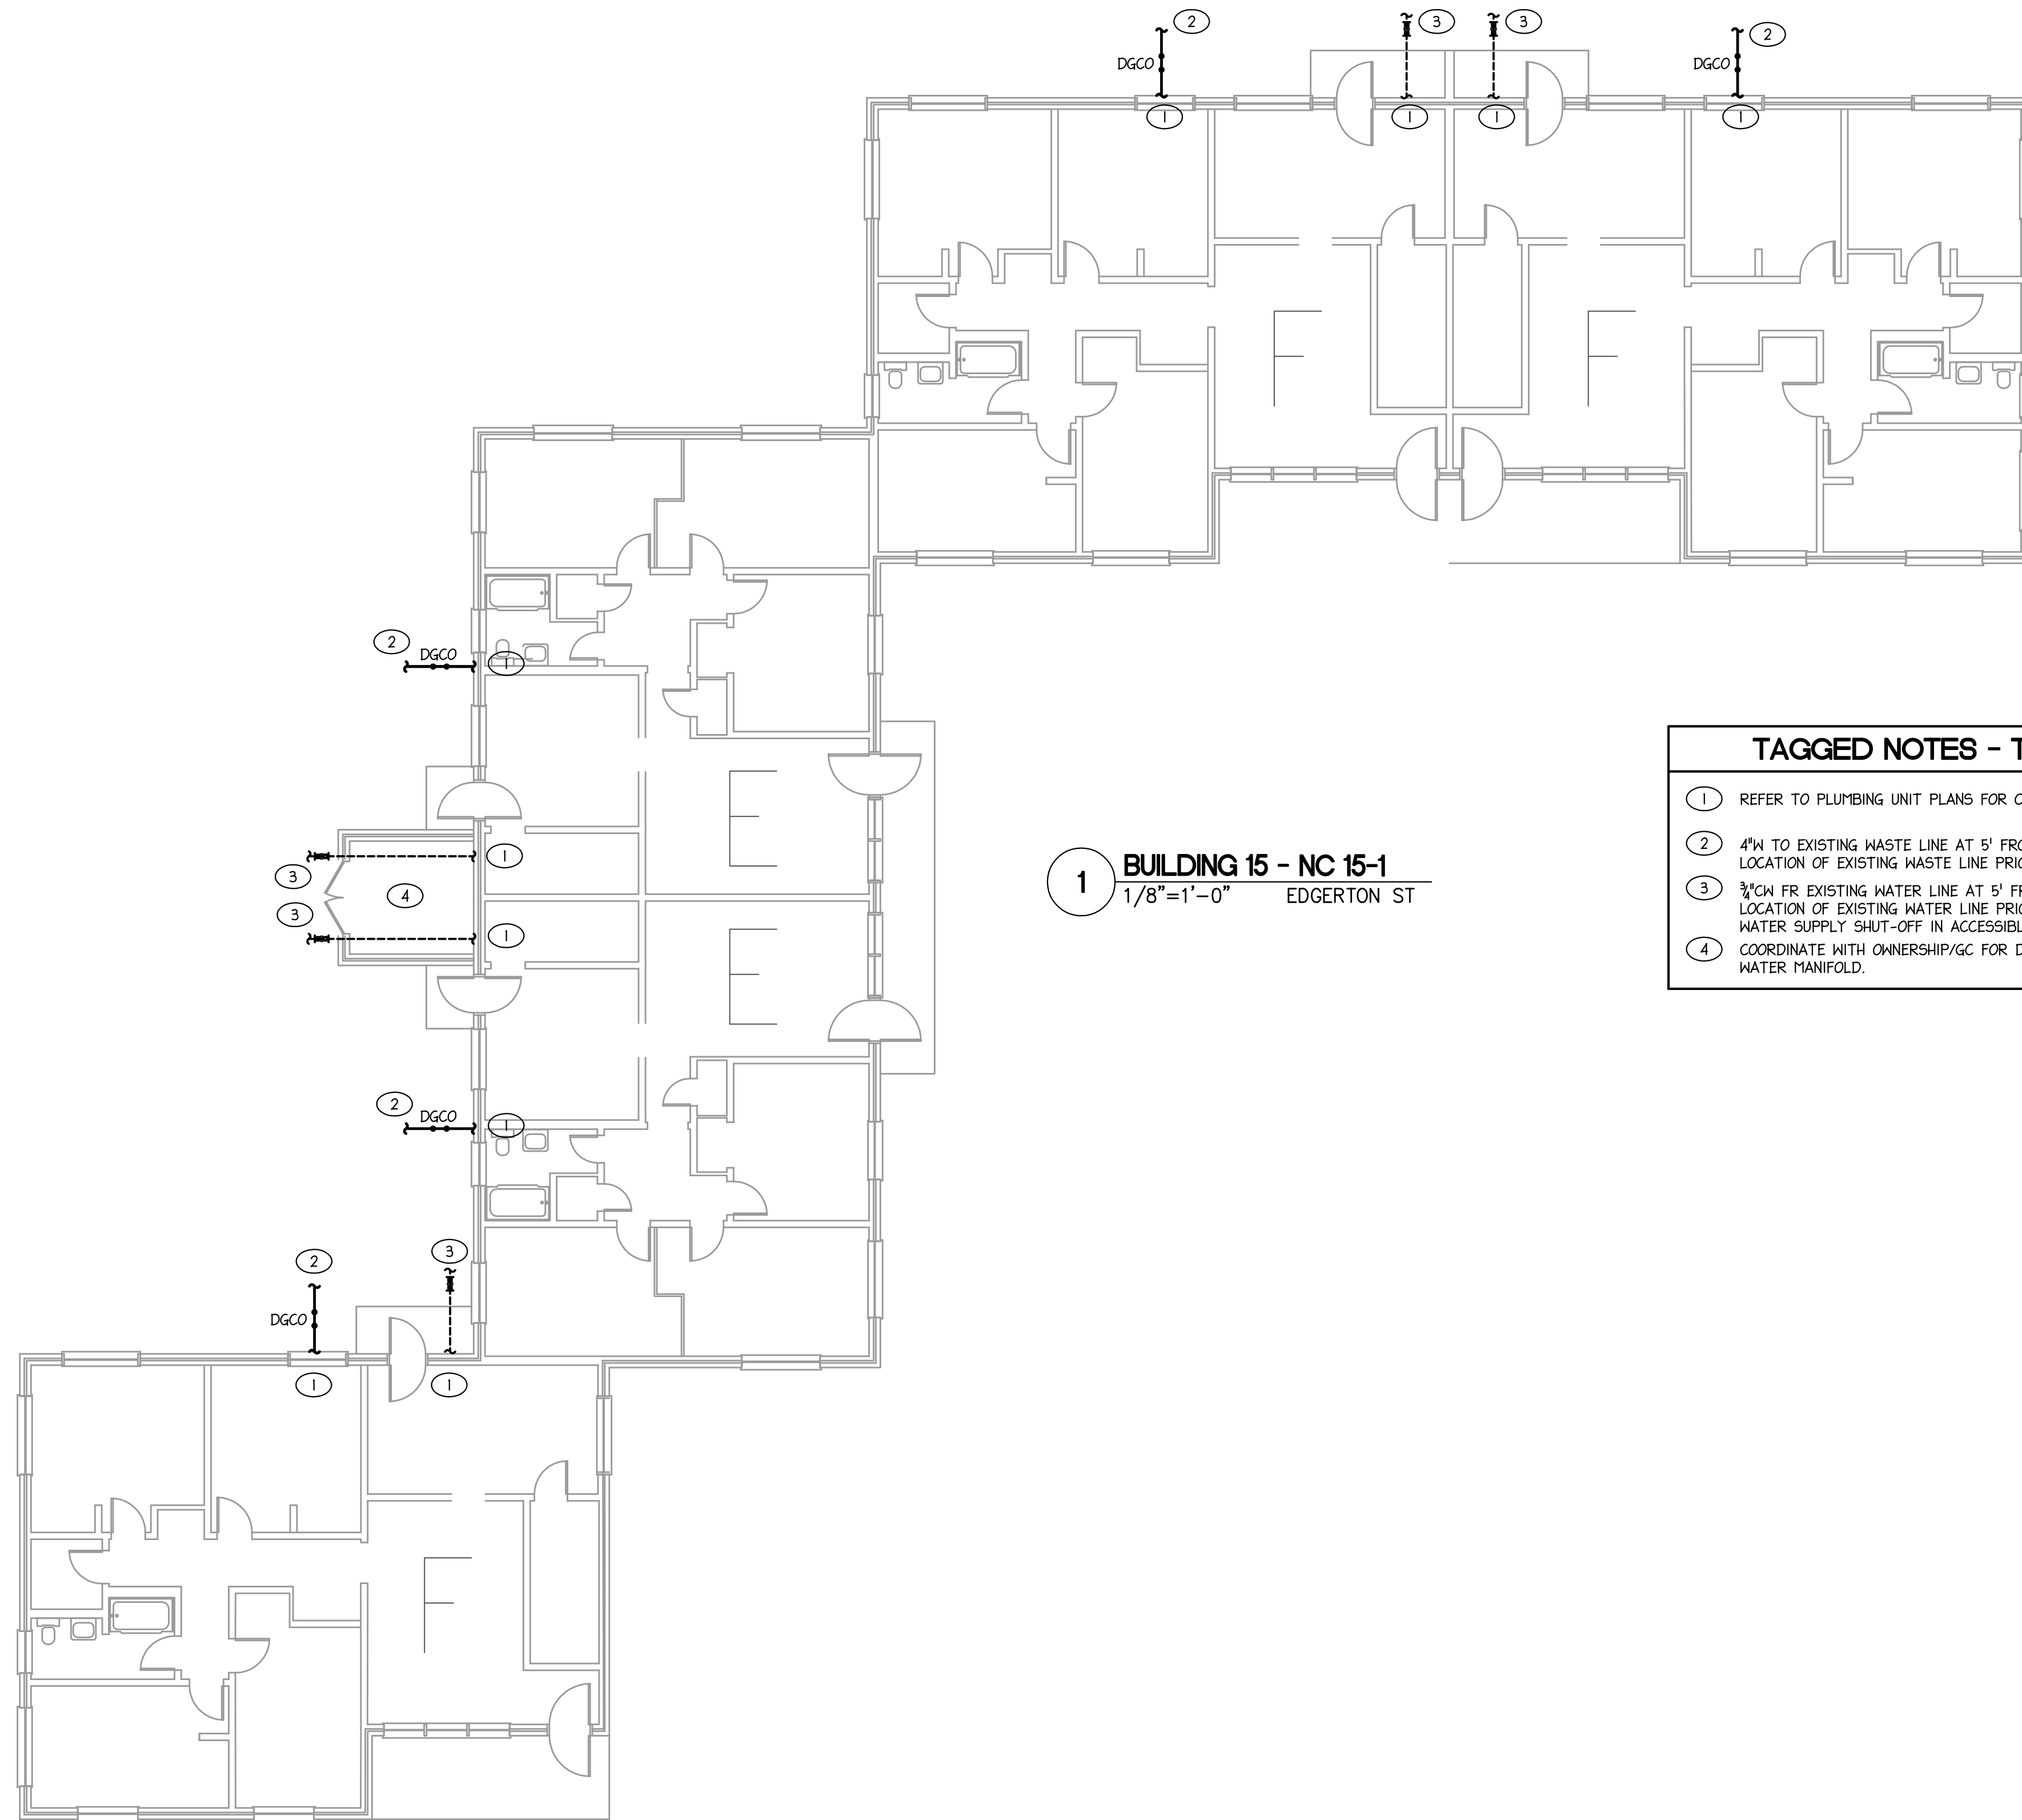 2
3
3
2
DGCO
DGCO
1
1
1
1
E
E
2
DGCO
1
E
TAGGED NOTES - T
1 REFER TO PLUMBING UNIT PLANS FOR C
2 4"W TO EXISTING WASTE LINE AT 5' FRO
LOCATION OF EXISTING WASTE LINE PRIO
3 ¾"CW FR EXISTING WATER LINE AT 5' FR
LOCATION OF EXISTING WATER LINE PRIO
WATER SUPPLY SHUT-OFF IN ACCESSIBL
4 COORDINATE WITH OWNERSHIP/GC FOR D
WATER MANIFOLD.
1
3
4
3
1
1 BUILDING 15 - NC 15-1
1/8"=1'-0" EDGERTON ST
E
2
DGCO
1
2
3
DGCO
1
1
E